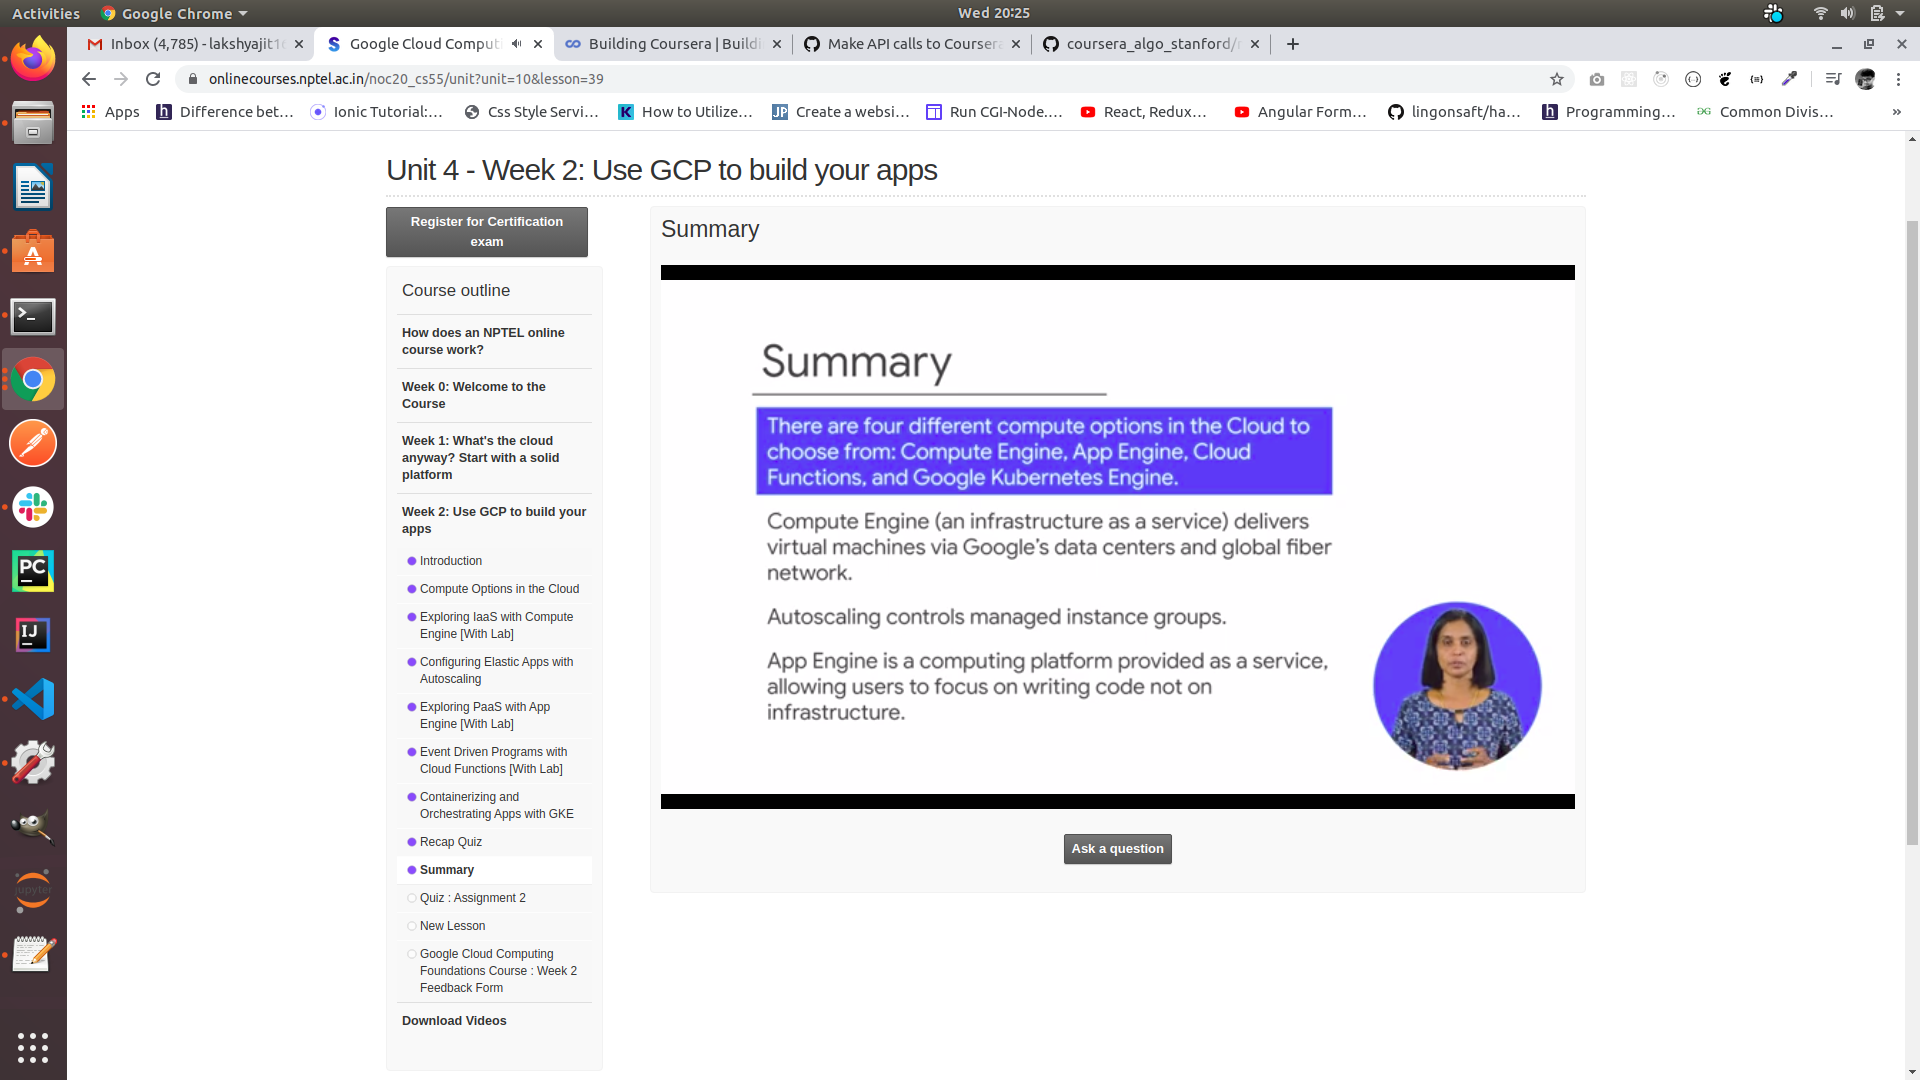 Activities
Google Chrome
Wed 20:25
Inbox (4,785) - lakshyajit1
Google Cloud Computi
Building Coursera | Buildi
Make API calls to Coursera
coursera_algo_stanford/
onlinecourses.nptel.ac.in/noc20_cs55/unit?unit=10&lesson=39
Apps
Difference bet…
Ionic Tutorial:…
Css Style Servi…
How to Utilize…
Create a websi…
Run CGI-Node.…
React, Redux…
Angular Form…
lingonsaft/ha…
Programming…
Common Divis…
»
Unit 4 - Week 2: Use GCP to build your apps
Register for Certification
exam
Course outline
How does an NPTEL online
course work?
Week 0: Welcome to the
Course
Week 1: What's the cloud
anyway? Start with a solid
platform
Week 2: Use GCP to build your
apps
Introduction
Compute Options in the Cloud
Exploring IaaS with Compute
Engine [With Lab]
Configuring Elastic Apps with
Autoscaling
Exploring PaaS with App
Engine [With Lab]
Event Driven Programs with
Cloud Functions [With Lab]
Containerizing and
Orchestrating Apps with GKE
Recap Quiz
Summary
Quiz : Assignment 2
New Lesson
Google Cloud Computing
Foundations Course : Week 2
Feedback Form
Download Videos
Summary
Summary
There are four different compute options in the Cloud to
choose from: Compute Engine, App Engine, Cloud
Functions, and Google Kubernetes Engine.
Compute Engine (an infrastructure as a service) delivers
virtual machines via Google’s data centers and global fiber
network.
Autoscaling controls managed instance groups.
App Engine is a computing platform provided as a service,
allowing users to focus on writing code not on
infrastructure.
Ask a question
PC
IJ
jupyter